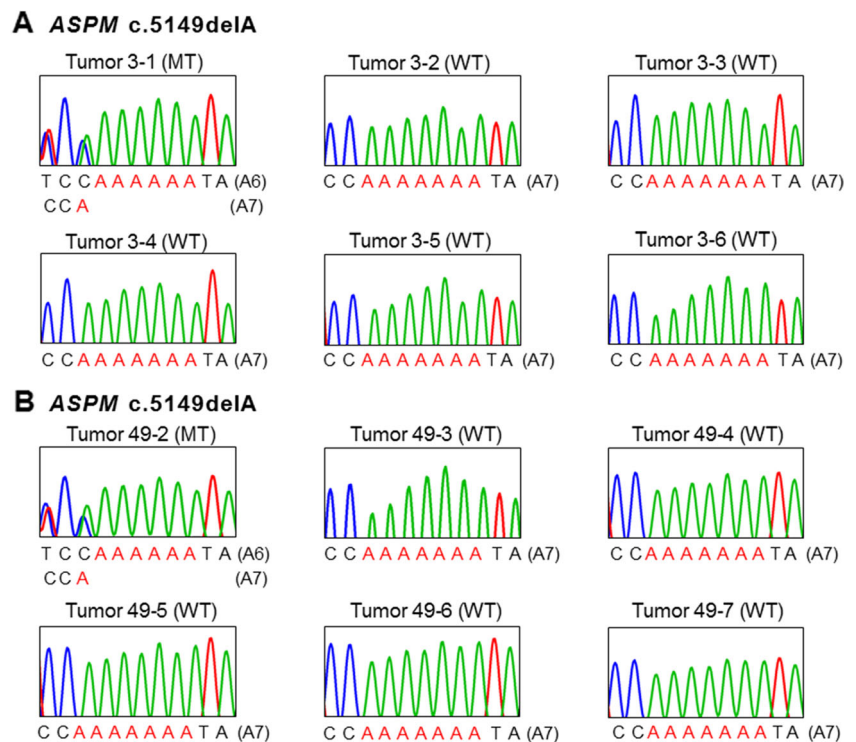 A ASPM c.5149delA
Tumor 3-1 (MT) Tumor 3-2 (WT) Tumor 3-3 (WT)
T C C A A A A A A T A (A6) C C A A A A A A A T A (A7) C C A A A A A A A T A (A7)
C C A (A7)
Tumor 3-4 (WT) Tumor 3-5 (WT) Tumor 3-6 (WT)
C C A A A A A A A T A (A7) C C A A A A A A A T A (A7) C C A A A A A A A T A (A7)
B ASPM c.5149delA
Tumor 49-2 (MT) Tumor 49-3 (WT) Tumor 49-4 (WT)
T C C A A A A A A T A (A6) C C A A A A A A A T A (A7) C C A A A A A A A T A (A7)
C C A (A7)
Tumor 49-5 (WT) Tumor 49-6 (WT) Tumor 49-7 (WT)
C C A A A A A A A T A (A7) C C A A A A A A A T A (A7) C C A A A A A A A T A (A7)